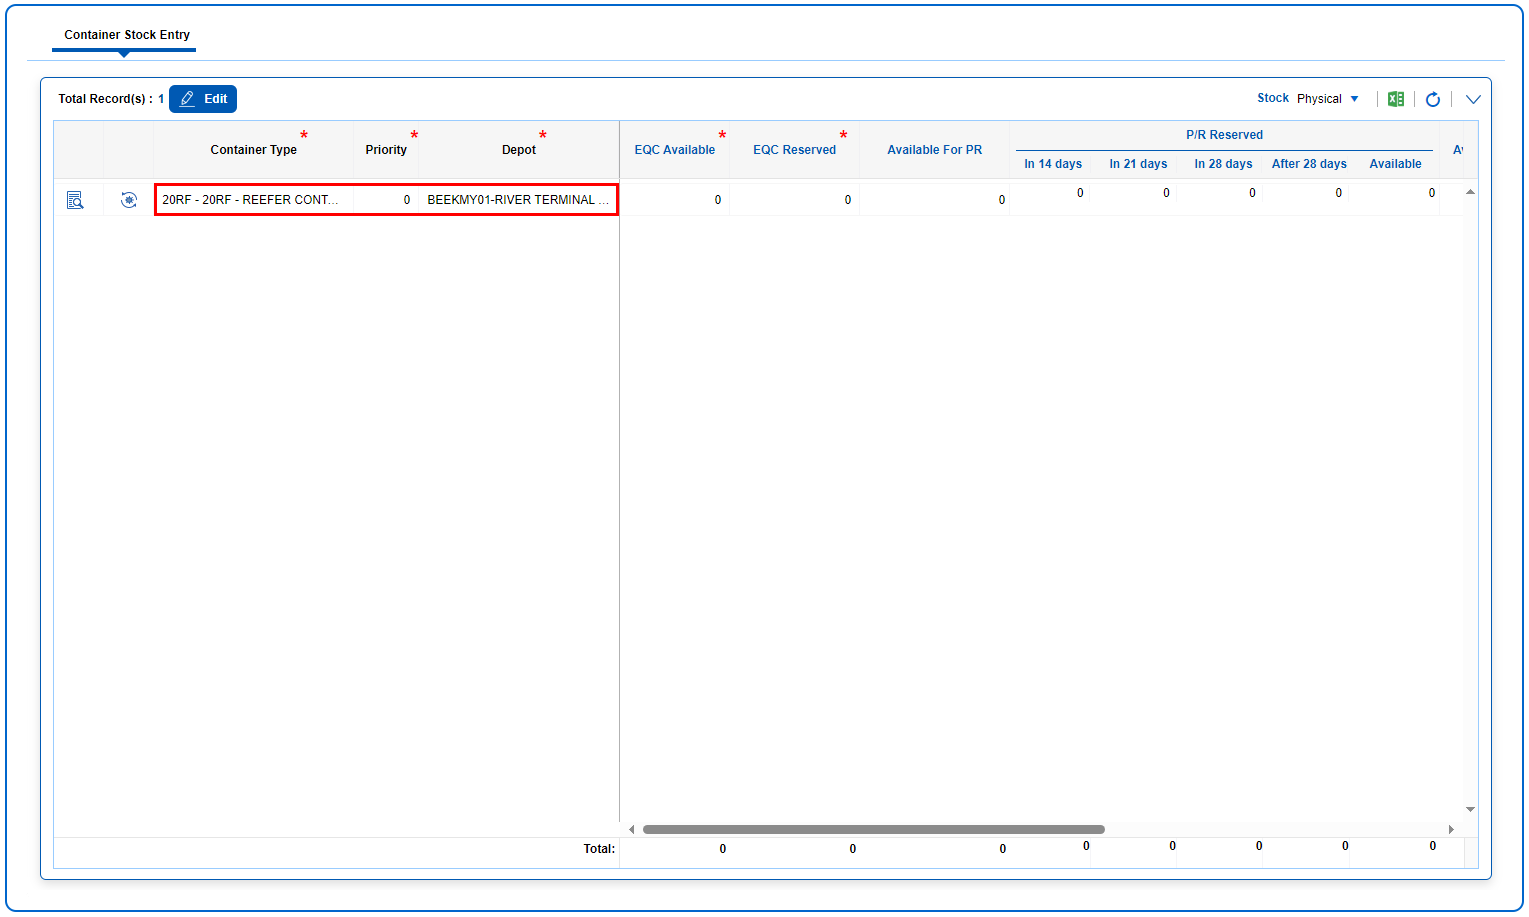 Container Stock Entry
Total Record(s) : 1 Edit Stock Physical
P/R Reserved
Container Type * Priority * Depot * EQC Available * EQC Reserved * Available For PR
In 14 days In 21 days In 28 days After 28 days Available
20RF - 20RF - REEFER CONT... 0 BEEKMY01-RIVER TERMINAL ... 0 0 0 0 0 0 0 0
Total: 0 0 0 0 0 0 0 0